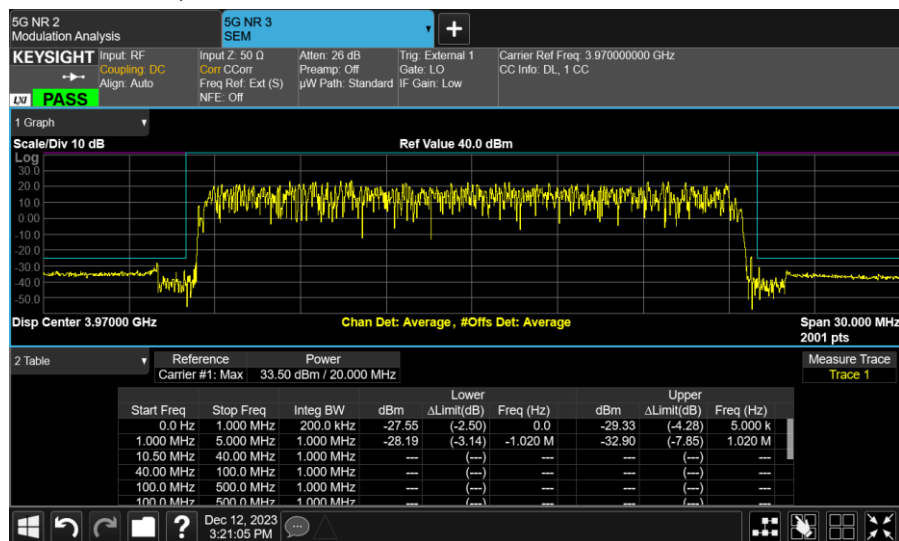 5G NR 2
Modulation Analysis
5G NR 3
SEM
+
KEYSIGHT
Input: RF
Coupling: DC
Align: Auto
Input Z: 50 Ω
Corr CCorr
Freq Ref: Ext (S)
NFE: Off
Atten: 26 dB
Preamp: Off
µW Path: Standard
Trig: External 1
Gate: LO
IF Gain: Low
Carrier Ref Freq: 3.970000000 GHz
CC Info: DL, 1 CC
LXI PASS
1 Graph
Scale/Div 10 dB
Ref Value 40.0 dBm
Log
30.0
20.0
10.0
0.00
-10.0
-20.0
-30.0
-40.0
-50.0
Disp Center 3.97000 GHz
Chan Det: Average, #Offs Det: Average
Span 30.000 MHz
2001 pts
2 Table
Reference Power
Carrier #1: Max 33.50 dBm / 20.000 MHz
Measure Trace
Trace 1
Lower Upper
Start Freq Stop Freq Integ BW dBm ΔLimit(dB) Freq (Hz) dBm ΔLimit(dB) Freq (Hz)
0.0 Hz 1.000 MHz 200.0 kHz -27.55 (-2.50) 0.0 -29.33 (-4.28) 5.000 k
1.000 MHz 5.000 MHz 1.000 MHz -28.19 (-3.14) -1.020 M -32.90 (-7.85) 1.020 M
10.50 MHz 40.00 MHz 1.000 MHz --- (---) --- --- (---) ---
40.00 MHz 100.0 MHz 1.000 MHz --- (---) --- --- (---) ---
100.0 MHz 500.0 MHz 1.000 MHz --- (---) --- --- (---) ---
100.0 MHz 500.0 MHz 1.000 MHz --- (---) --- --- (---) ---
?
Dec 12, 2023
3:21:05 PM